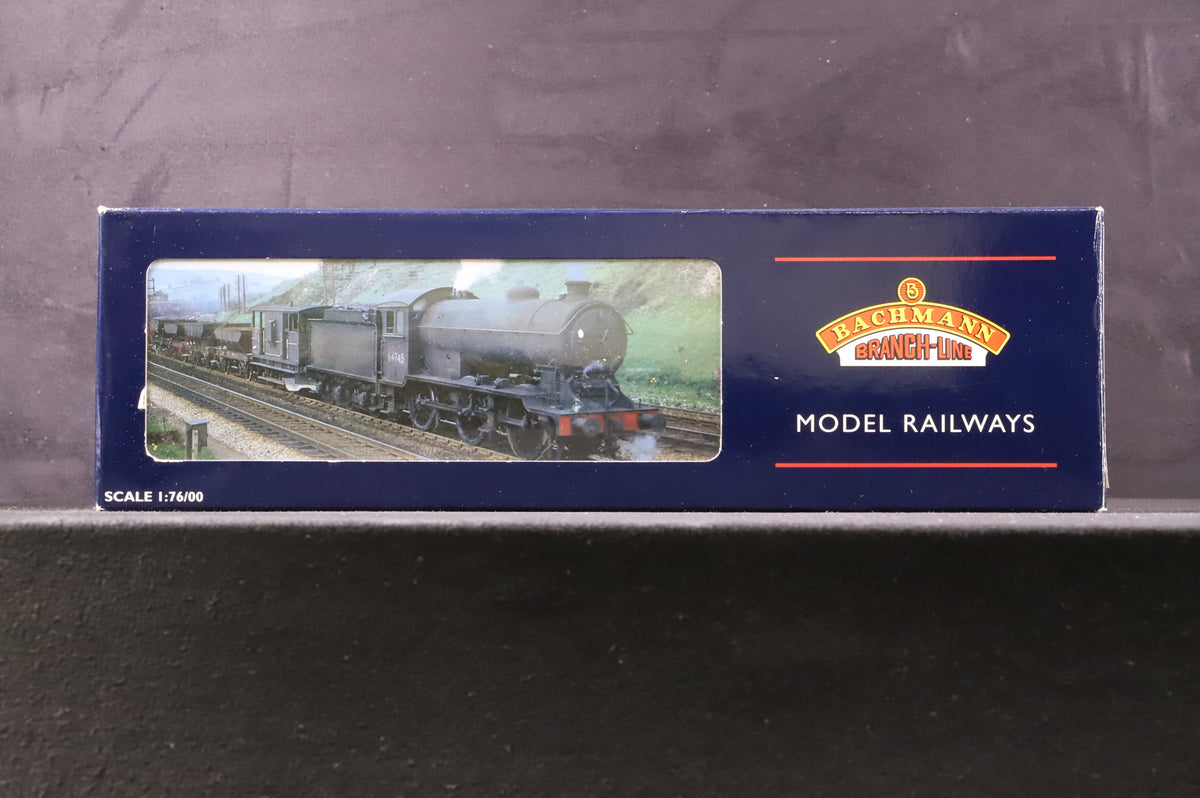 64745
B
BACHMANN
BRANCH-LINE
MODEL RAILWAYS
SCALE 1:76/00